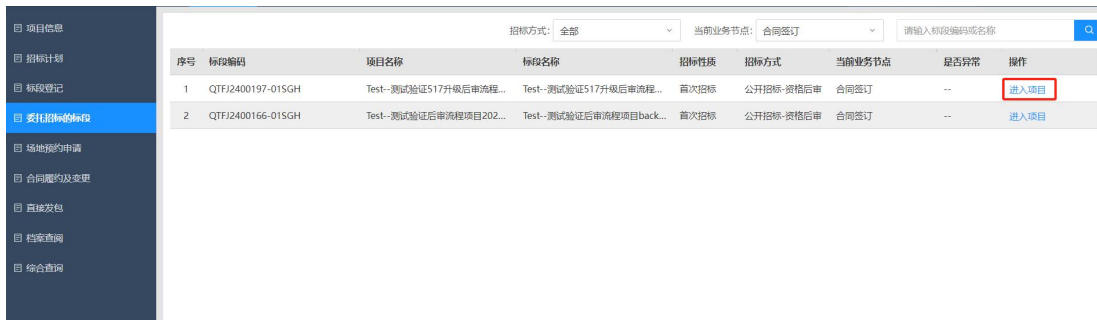 项目信息
招标计划
标段登记
委托招标的标段
场地预约申请
合同履约及变更
直接发包
档案查阅
综合查询
招标方式: 全部 当前业务节点: 合同签订 请输入标段编码或名称
序号 标段编码 项目名称 标段名称 招标性质 招标方式 当前业务节点 是否异常 操作
1 QTFJ2400197-01SGH Test--测试验证517升级后审流程... Test--测试验证517升级后审流程... 首次招标 公开招标-资格后审 合同签订 -- 进入项目
2 QTFJ2400166-01SGH Test--测试验证后审流程项目202... Test--测试验证后审流程项目back... 首次招标 公开招标-资格后审 合同签订 -- 进入项目